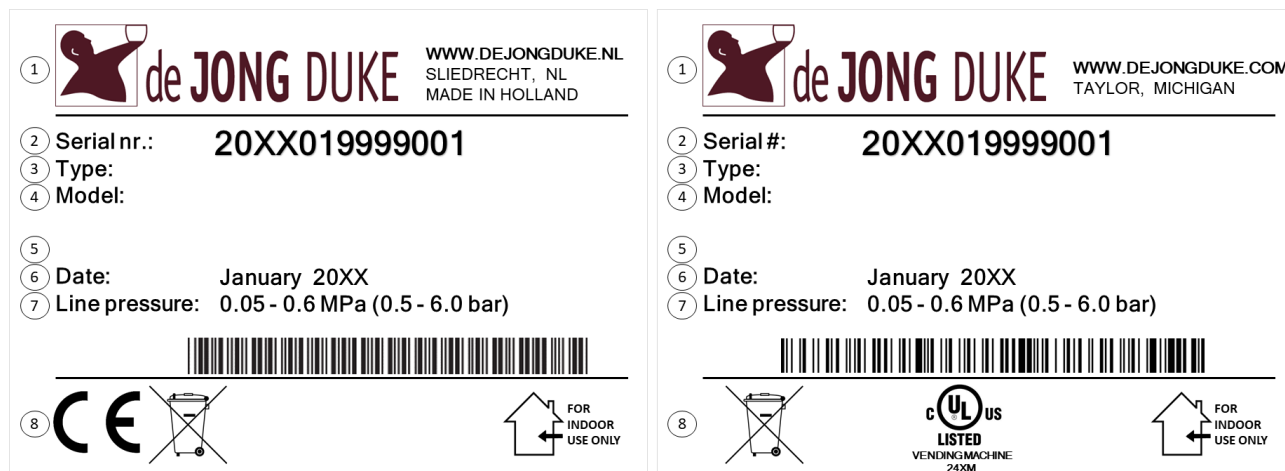 1
de JONG DUKE
WWW.DEJONGDUKE.NL
SLIEDRECHT, NL
MADE IN HOLLAND
2 Serial nr.: 20XX019999001
3 Type:
4 Model:
5
6 Date: January 20XX
7 Line pressure: 0.05 - 0.6 MPa (0.5 - 6.0 bar)
8
CE
FOR
INDOOR
USE ONLY
1
de JONG DUKE
WWW.DEJONGDUKE.COM
TAYLOR, MICHIGAN
2 Serial #: 20XX019999001
3 Type:
4 Model:
5
6 Date: January 20XX
7 Line pressure: 0.05 - 0.6 MPa (0.5 - 6.0 bar)
8
C UL ® US
LISTED
VENDING MACHINE
24XM
FOR
INDOOR
USE ONLY